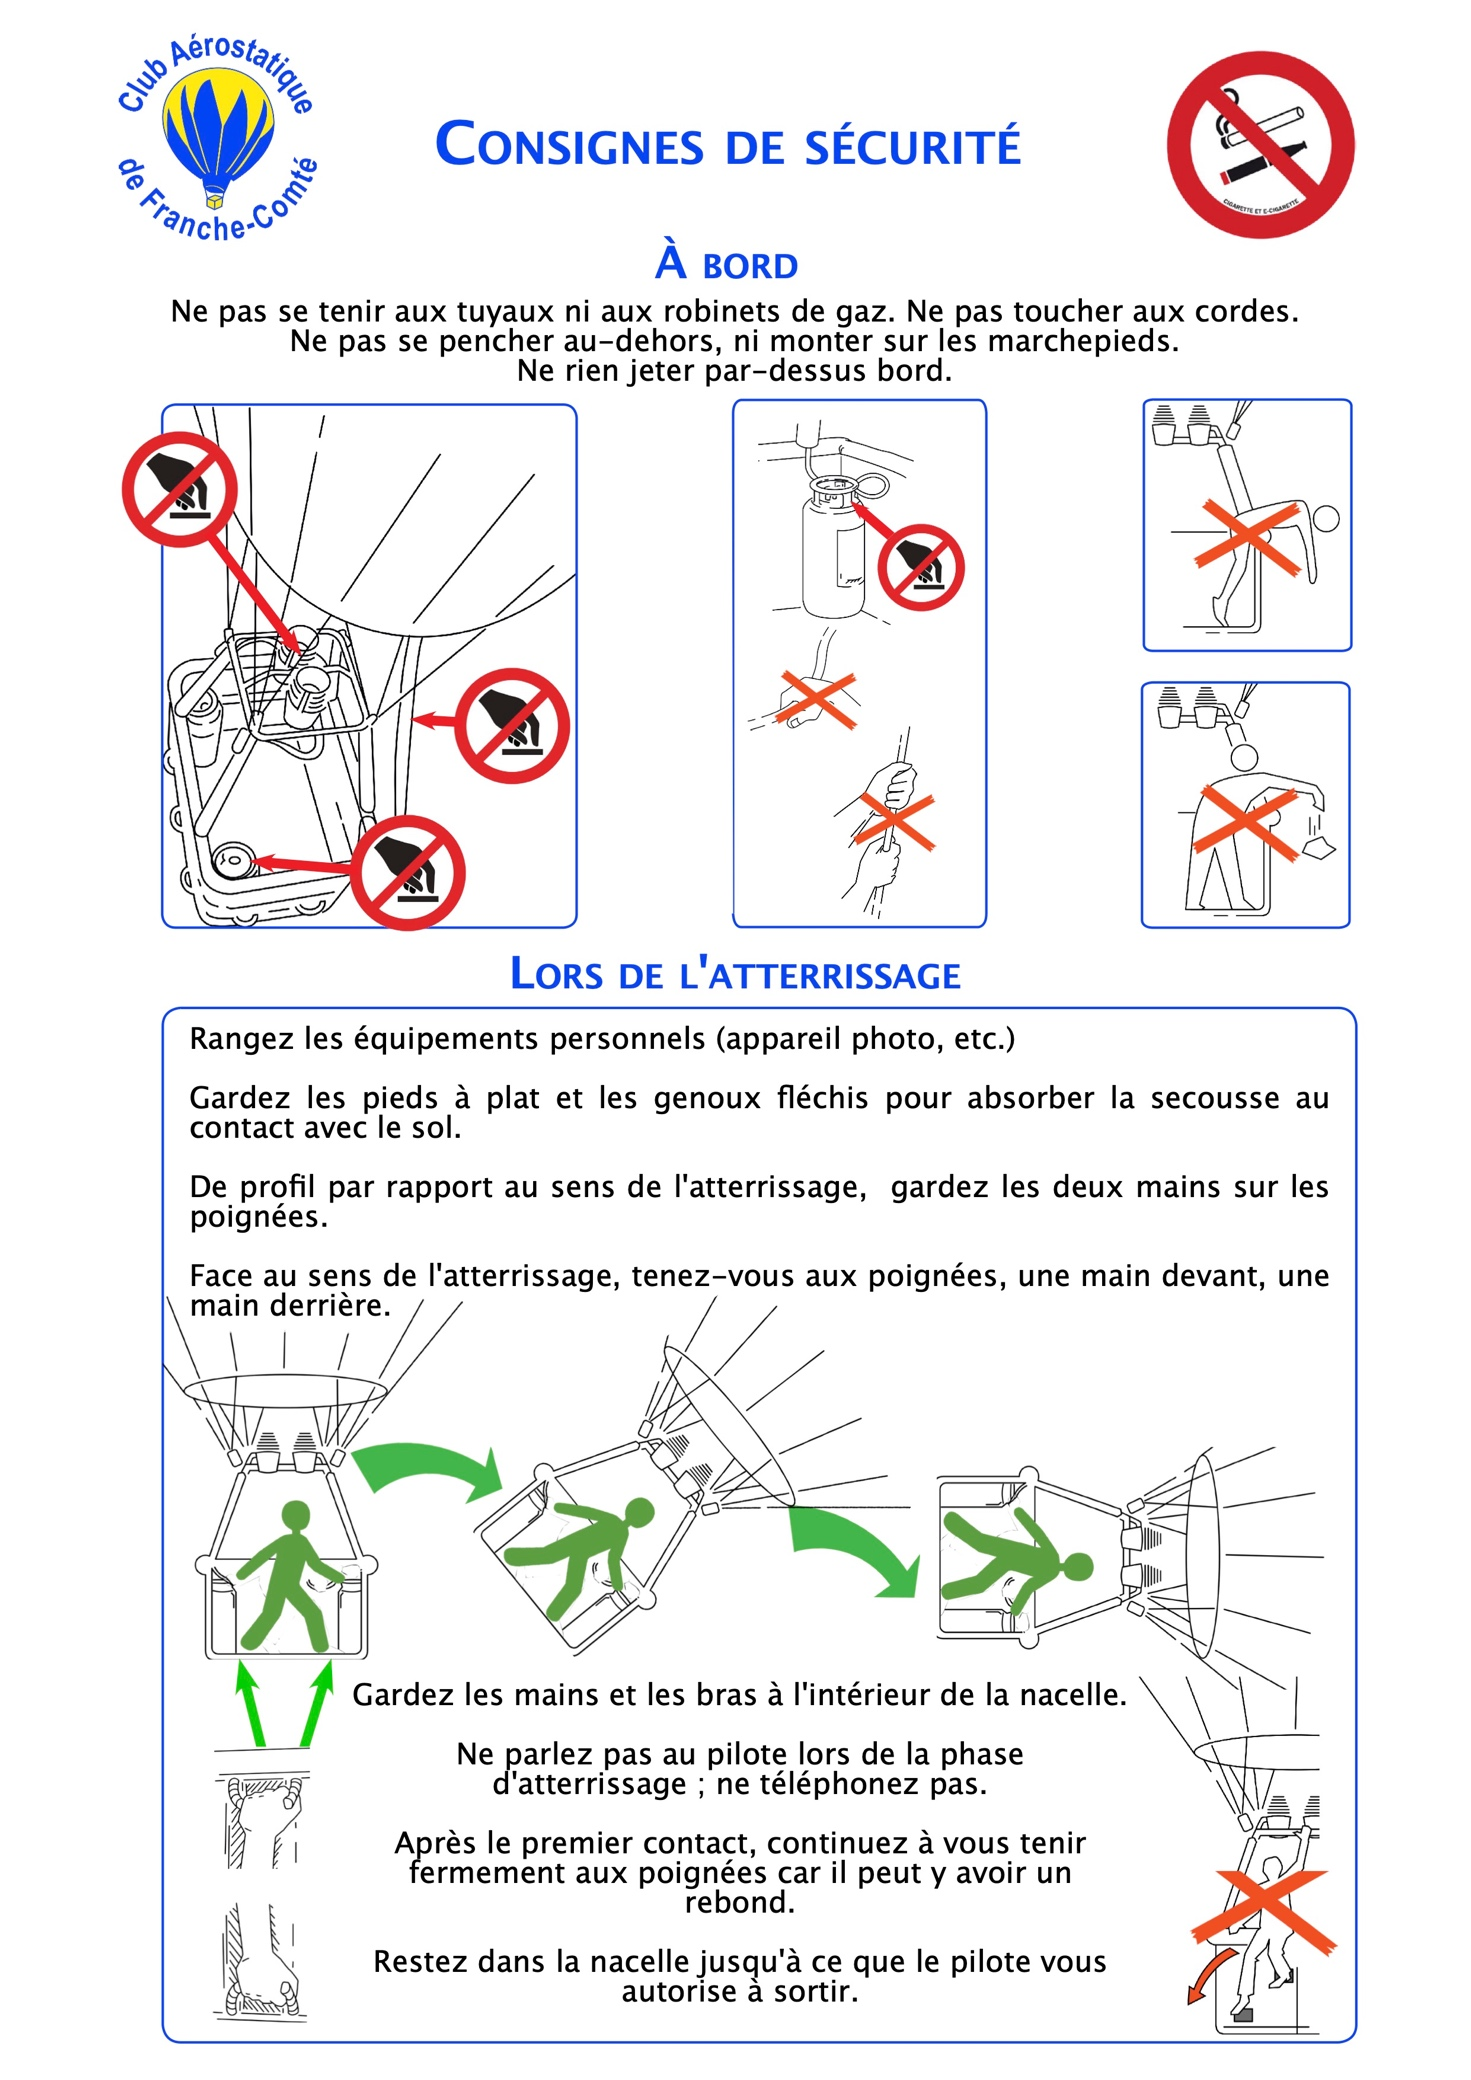 Club Aérostatique
de Franche-Comté
CONSIGNES DE SÉCURITÉ
CIGARETTE ET E-CIGARETTE
À BORD
Ne pas se tenir aux tuyaux ni aux robinets de gaz. Ne pas toucher aux cordes.
Ne pas se pencher au-dehors, ni monter sur les marchepieds.
Ne rien jeter par-dessus bord.
LORS DE L'ATTERRISSAGE
Rangez les équipements personnels (appareil photo, etc.)
Gardez les pieds à plat et les genoux fléchis pour absorber la secousse au
contact avec le sol.
De profil par rapport au sens de l'atterrissage, gardez les deux mains sur les
poignées.
Face au sens de l'atterrissage, tenez-vous aux poignées, une main devant, une
main derrière.
Gardez les mains et les bras à l'intérieur de la nacelle.
Ne parlez pas au pilote lors de la phase
d'atterrissage ; ne téléphonez pas.
Après le premier contact, continuez à vous tenir
fermement aux poignées car il peut y avoir un
rebond.
Restez dans la nacelle jusqu'à ce que le pilote vous
autorise à sortir.